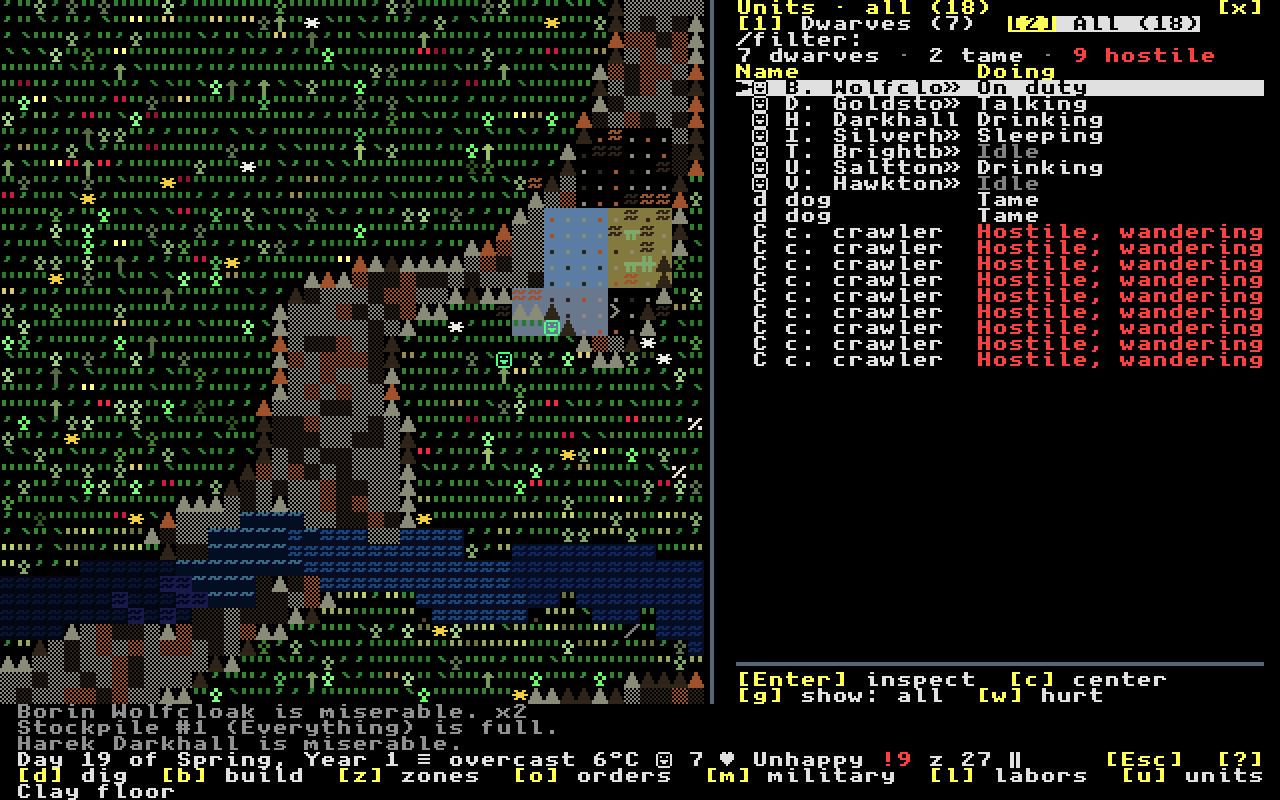 Units · all (18) [x]
[1] Dwarves (7) [2] All (18)
/filter:
7 dwarves · 2 tame · 9 hostile
Name Doing
B. Wolfclo» On duty
D. Goldsto» Talking
H. Darkhall Drinking
I. Silverh» Sleeping
T. Brightb» Idle
U. Saltton» Drinking
V. Hawkton» Idle
d dog Tame
d dog Tame
C c. crawler Hostile, wandering
C c. crawler Hostile, wandering
C c. crawler Hostile, wandering
C c. crawler Hostile, wandering
C c. crawler Hostile, wandering
C c. crawler Hostile, wandering
C c. crawler Hostile, wandering
C c. crawler Hostile, wandering
C c. crawler Hostile, wandering
[Enter] inspect [c] center
[g] show: all [w] hurt
Borin Wolfcloak is miserable. x2
Stockpile #1 (Everything) is full.
Harek Darkhall is miserable.
Day 19 of Spring, Year 1 ≡ overcast 6°C ☺ 7 ♥ Unhappy !9 z 27 ‖ [Esc] [?]
[d] dig [b] build [z] zones [o] orders [m] military [l] labors [u] units
Clay floor